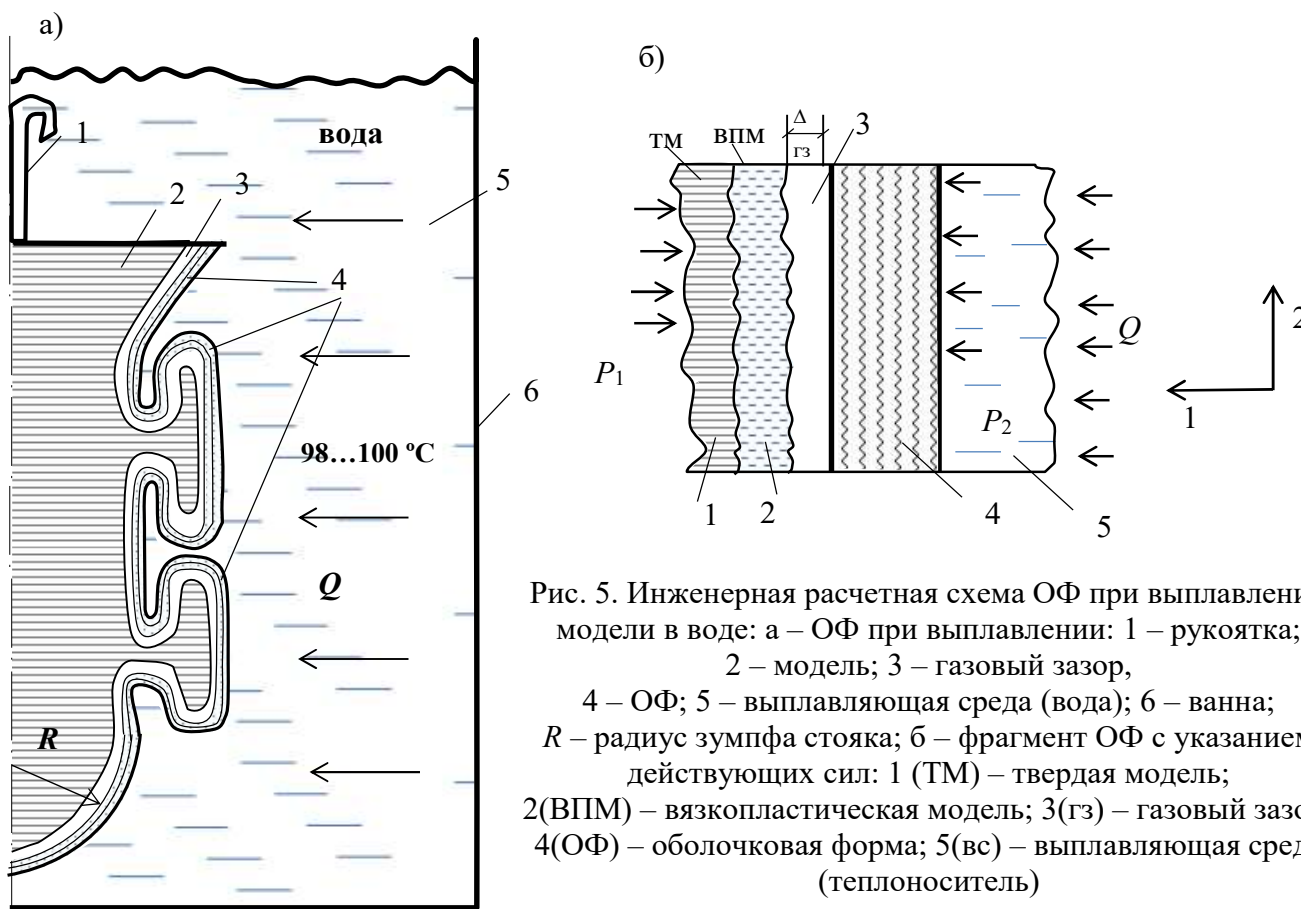 а)
1
вода
2
3
5
4
98...100 ºС
6
Q
R
б)
ТМ
ВПМ
Δ
гз
3
P1
Q
2
1
P2
1
2
4
5
Рис. 5. Инженерная расчетная схема ОФ при выплавлени
модели в воде: а – ОФ при выплавлении: 1 – рукоятка;
2 – модель; 3 – газовый зазор,
4 – ОФ; 5 – выплавляющая среда (вода); 6 – ванна;
R – радиус зумпфа стояка; б – фрагмент ОФ с указанием
действующих сил: 1 (ТМ) – твердая модель;
2(ВПМ) – вязкопластическая модель; 3(гз) – газовый
4(ОФ) – оболочковая форма; 5(вс) – выплавляющая сред
(теплоноситель)